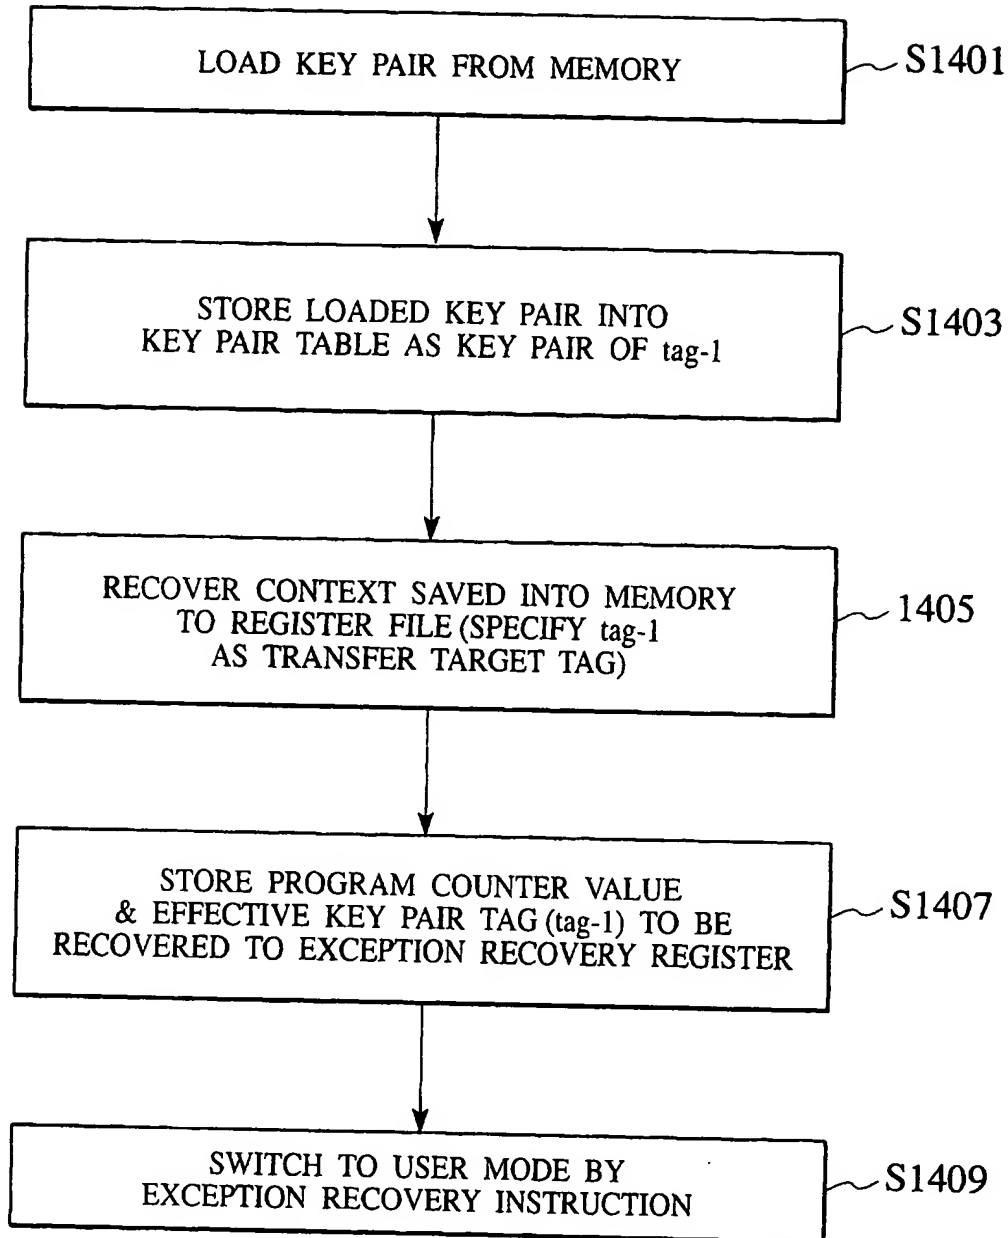 LOAD KEY PAIR FROM MEMORY
S1401
STORE LOADED KEY PAIR INTO
KEY PAIR TABLE AS KEY PAIR OF tag-1
S1403
RECOVER CONTEXT SAVED INTO MEMORY
TO REGISTER FILE (SPECIFY tag-1
AS TRANSFER TARGET TAG)
1405
STORE PROGRAM COUNTER VALUE
& EFFECTIVE KEY PAIR TAG (tag-1) TO BE
RECOVERED TO EXCEPTION RECOVERY REGISTER
S1407
SWITCH TO USER MODE BY
EXCEPTION RECOVERY INSTRUCTION
S1409